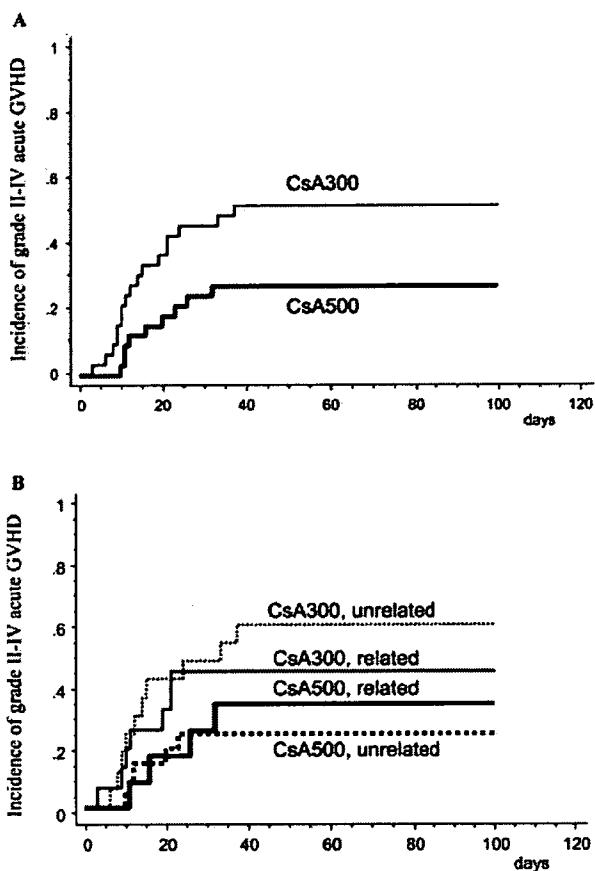 A
Incidence of grade II-IV acute GVHD
1
.8
.6
.4
.2
0
CsA300
CsA500
0 20 40 60 80 100 120
days
B
Incidence of grade II-IV acute GVHD
1
.8
.6
.4
.2
0
CsA300, unrelated
CsA300, related
CsA500, related
CsA500, unrelated
0 20 40 60 80 100 120
days